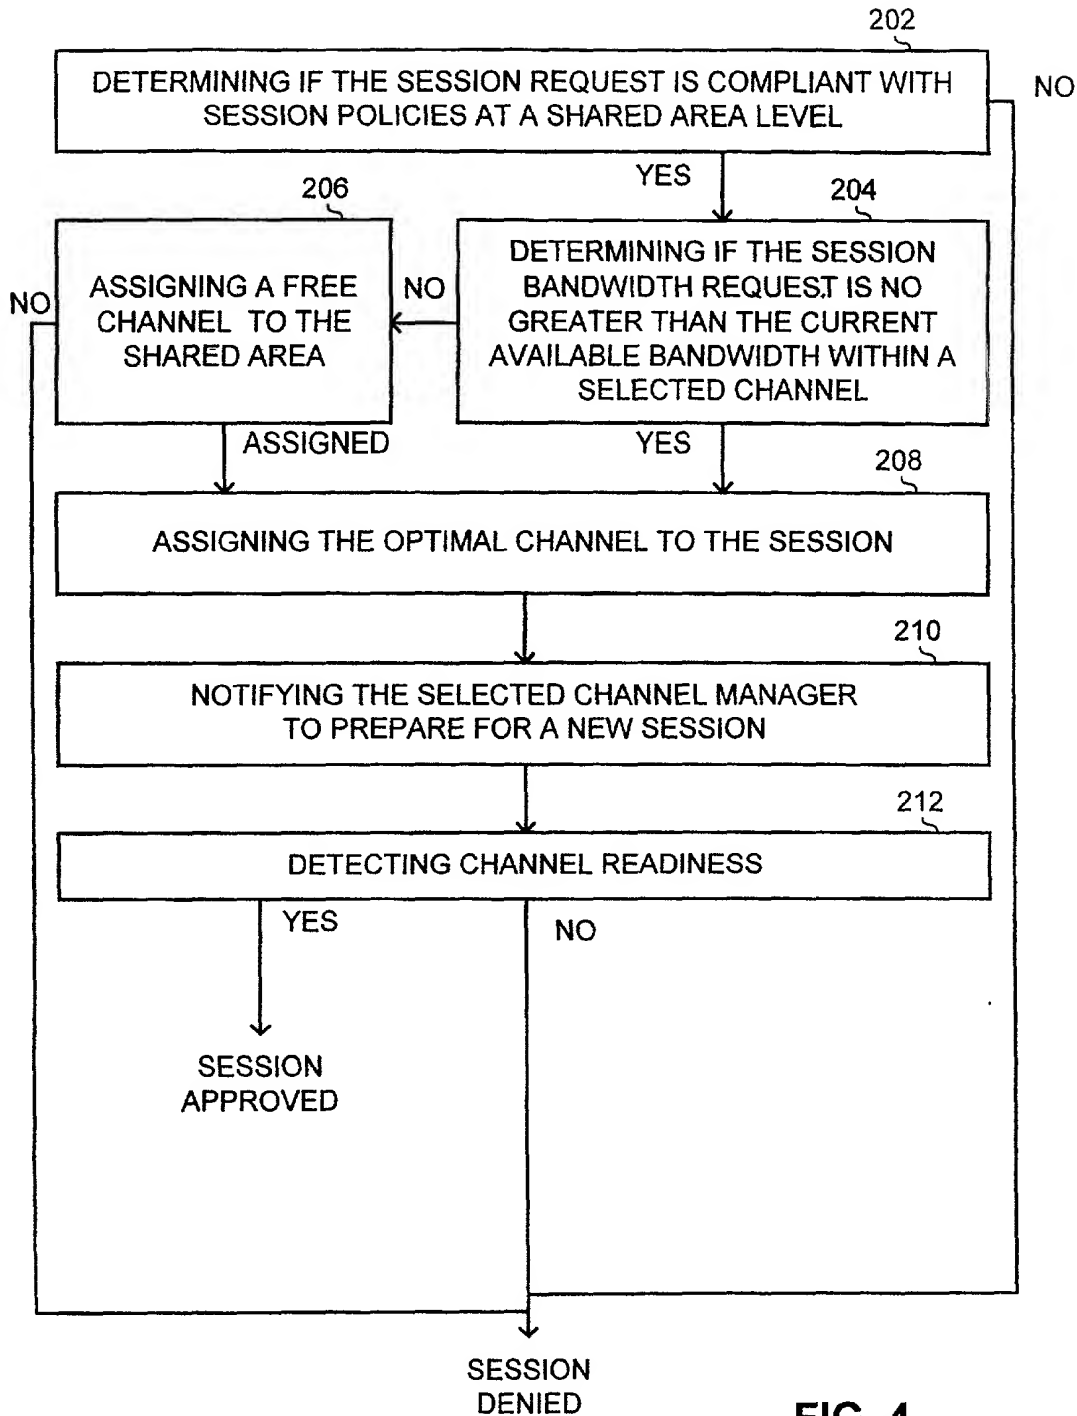 202
DETERMINING IF THE SESSION REQUEST IS COMPLIANT WITH
SESSION POLICIES AT A SHARED AREA LEVEL
NO
YES
206
204
NO
ASSIGNING A FREE
CHANNEL TO THE
SHARED AREA
NO
DETERMINING IF THE SESSION
BANDWIDTH REQUEST IS NO
GREATER THAN THE CURRENT
AVAILABLE BANDWIDTH WITHIN A
SELECTED CHANNEL
ASSIGNED
YES
208
ASSIGNING THE OPTIMAL CHANNEL TO THE SESSION
210
NOTIFYING THE SELECTED CHANNEL MANAGER
TO PREPARE FOR A NEW SESSION
212
DETECTING CHANNEL READINESS
YES
NO
SESSION
APPROVED
SESSION
DENIED
FIG. 4